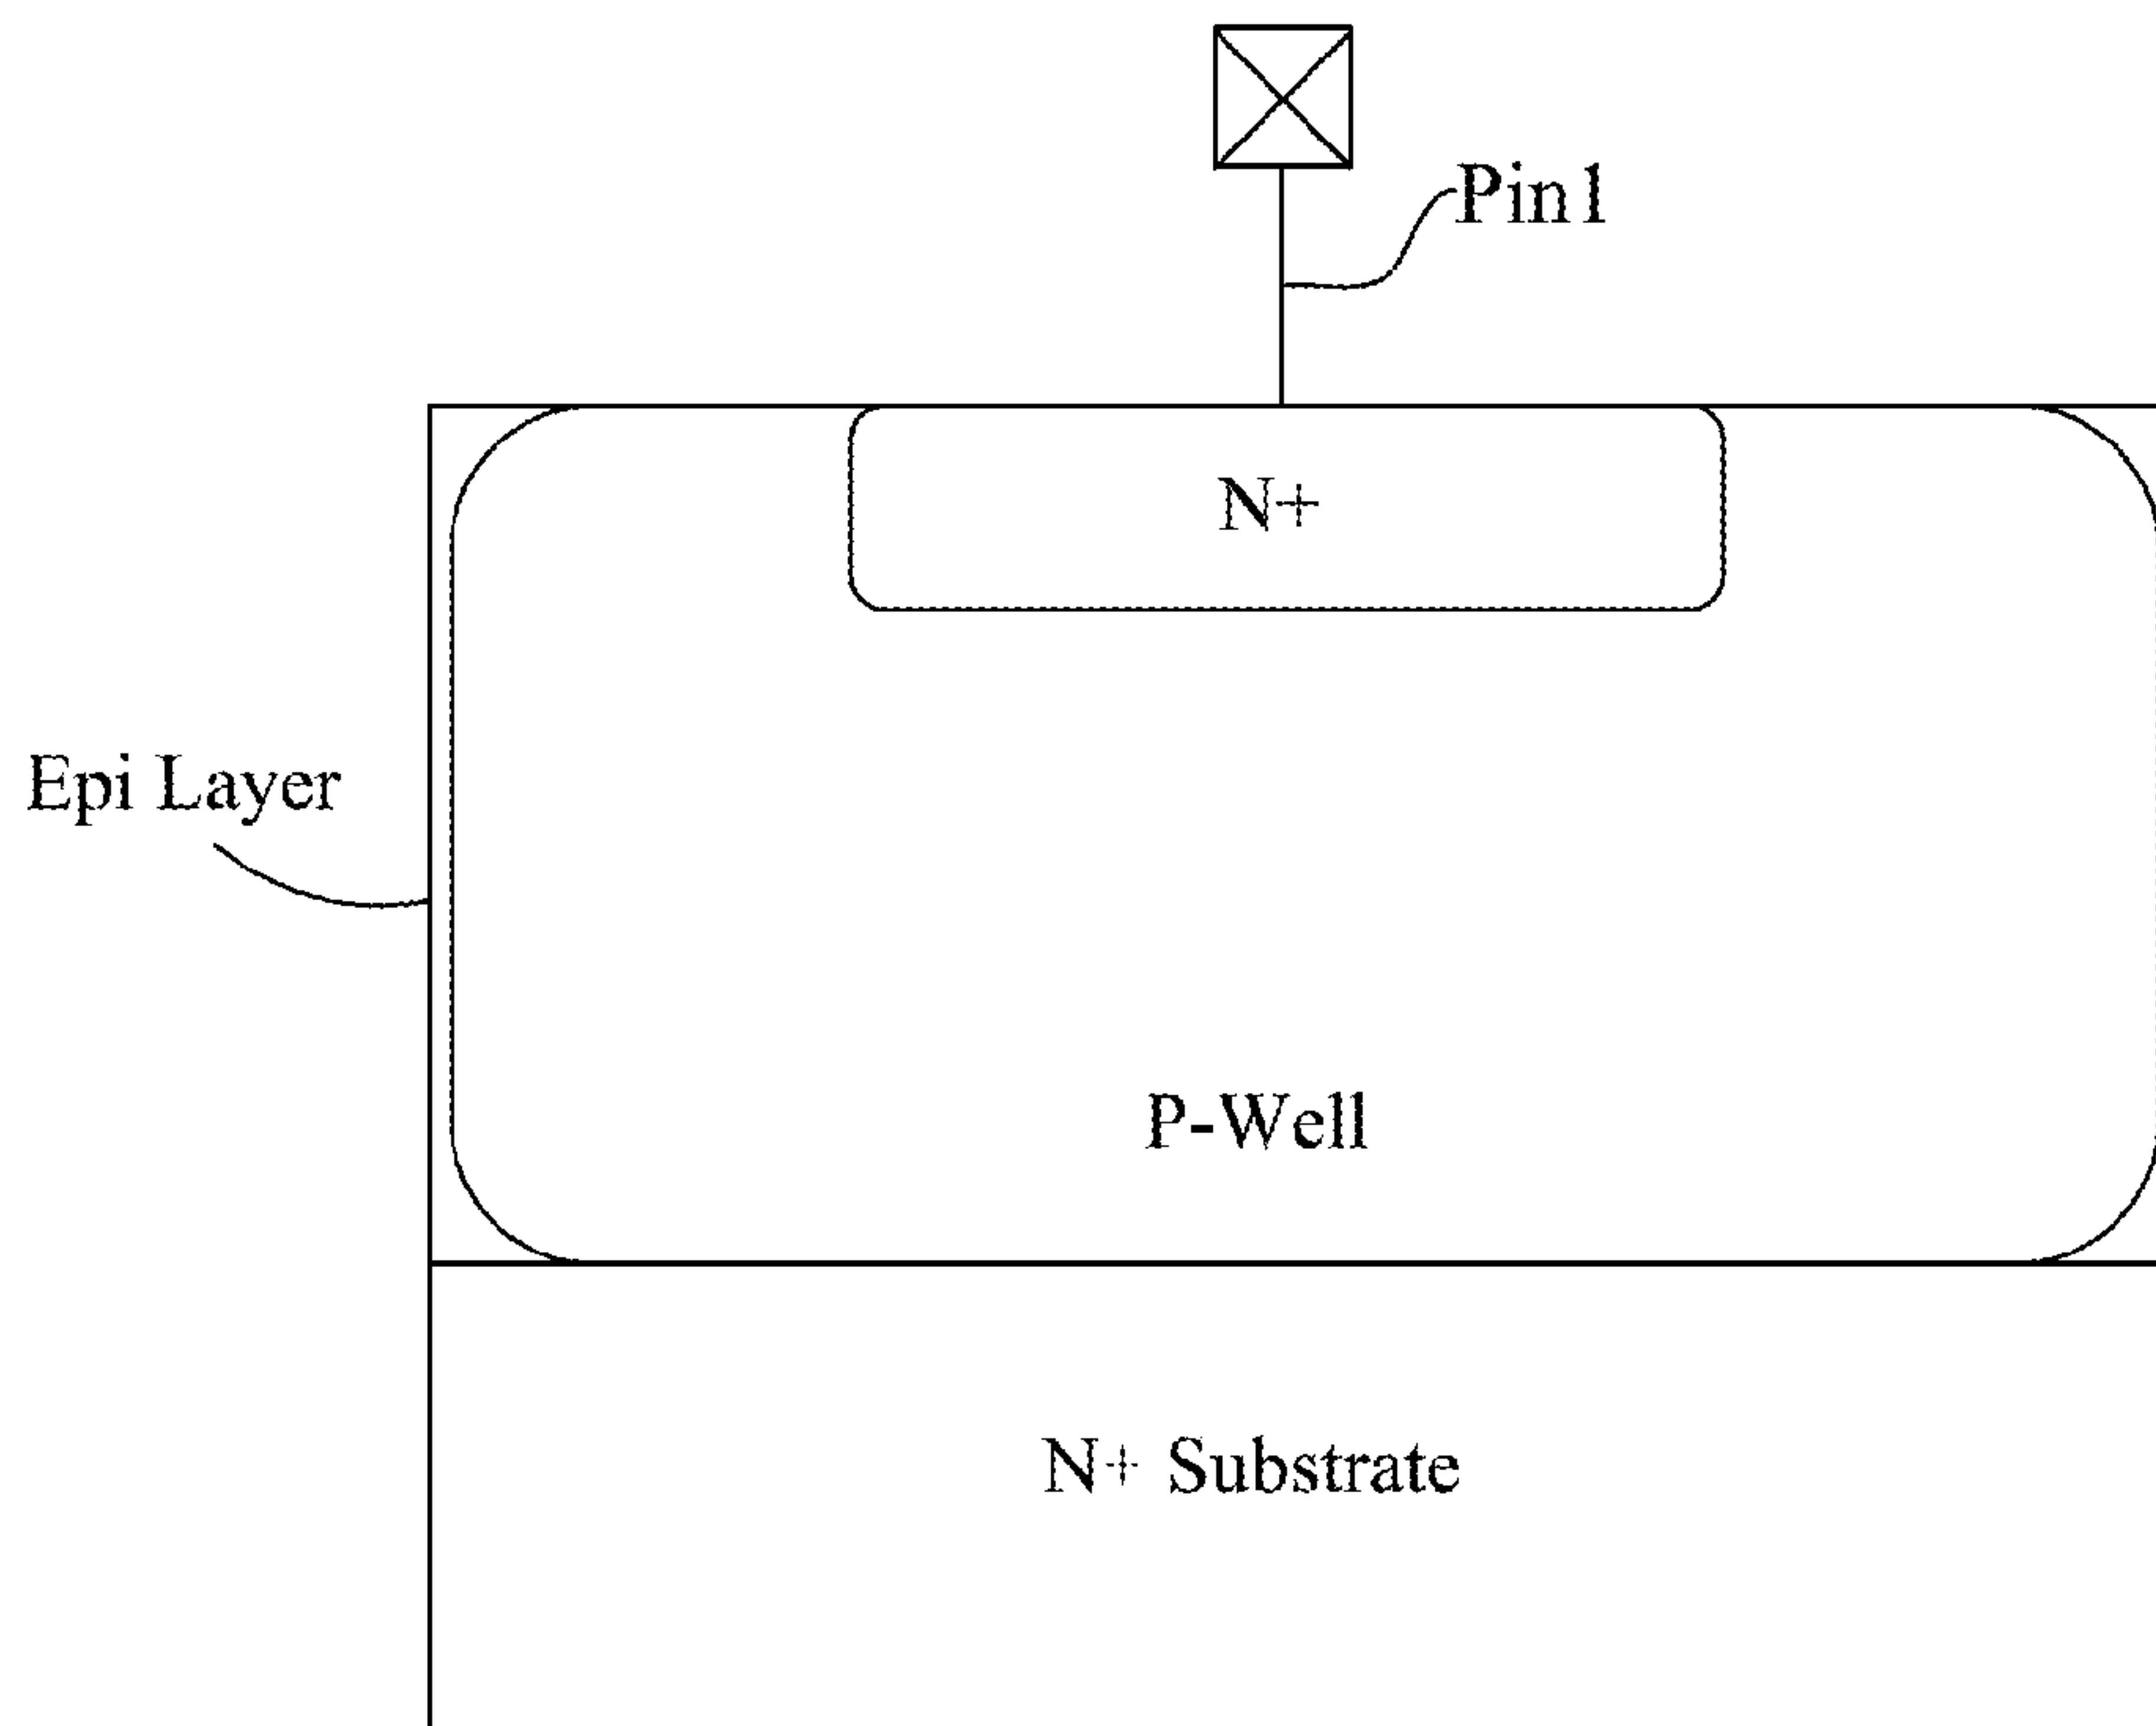 Pin1
N+
Epi Layer
P-Well
N+ Substrate